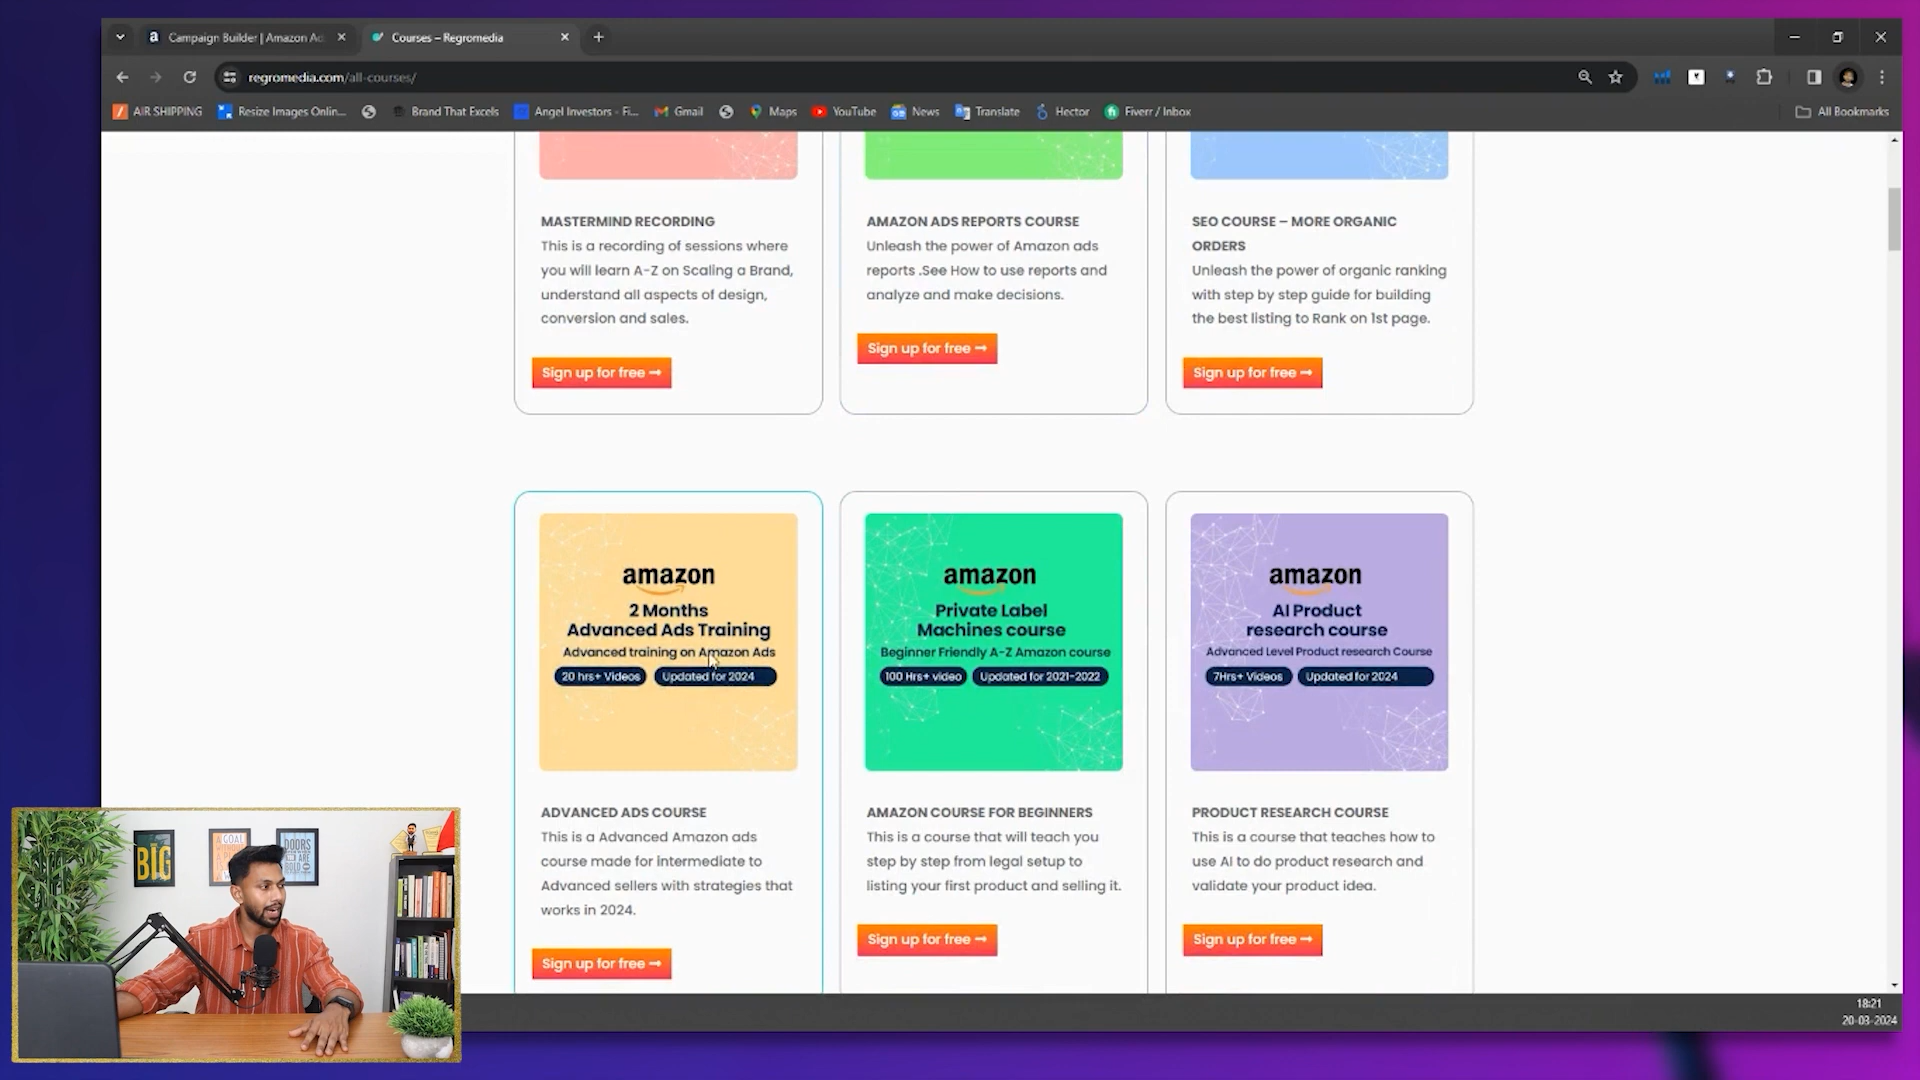 Campaign Builder | Amazon Ad
Courses – Regromedia
regromedia.com/all-courses/
AIR SHIPPING
Resize Images Onlin...
Brand That Excels
Angel Investors - Fi...
Gmail
Maps
YouTube
News
Translate
Hector
Fiverr / Inbox
All Bookmarks
MASTERMIND RECORDING
This is a recording of sessions where
you will learn A-Z on Scaling a Brand,
understand all aspects of design,
conversion and sales.
Sign up for free →
AMAZON ADS REPORTS COURSE
Unleash the power of Amazon ads
reports .See How to use reports and
analyze and make decisions.
Sign up for free →
SEO COURSE – MORE ORGANIC
ORDERS
Unleash the power of organic ranking
with step by step guide for building
the best listing to Rank on 1st page.
Sign up for free →
amazon
2 Months
Advanced Ads Training
Advanced training on Amazon Ads
20 hrs+ Videos
Updated for 2024
ADVANCED ADS COURSE
This is a Advanced Amazon ads
course made for intermediate to
Advanced sellers with strategies that
works in 2024.
Sign up for free →
amazon
Private Label
Machines course
Beginner Friendly A-Z Amazon course
100 Hrs+ video
Updated for 2021-2022
AMAZON COURSE FOR BEGINNERS
This is a course that will teach you
step by step from legal setup to
listing your first product and selling it.
Sign up for free →
amazon
AI Product
research course
Advanced Level Product research Course
7Hrs+ Videos
Updated for 2024
PRODUCT RESEARCH COURSE
This is a course that teaches how to
use AI to do product research and
validate your product idea.
Sign up for free →
BIG
A GOAL
DOORS
18:21
20-03-2024